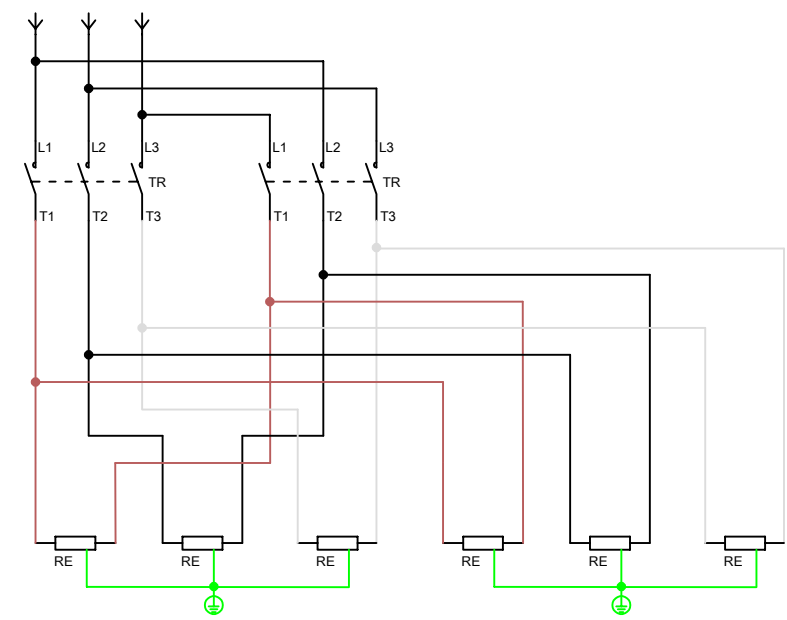 L1 L2 L3 L1 L2 L3
TR TR
T1 T2 T3 T1 T2 T3
RE RE RE RE RE RE